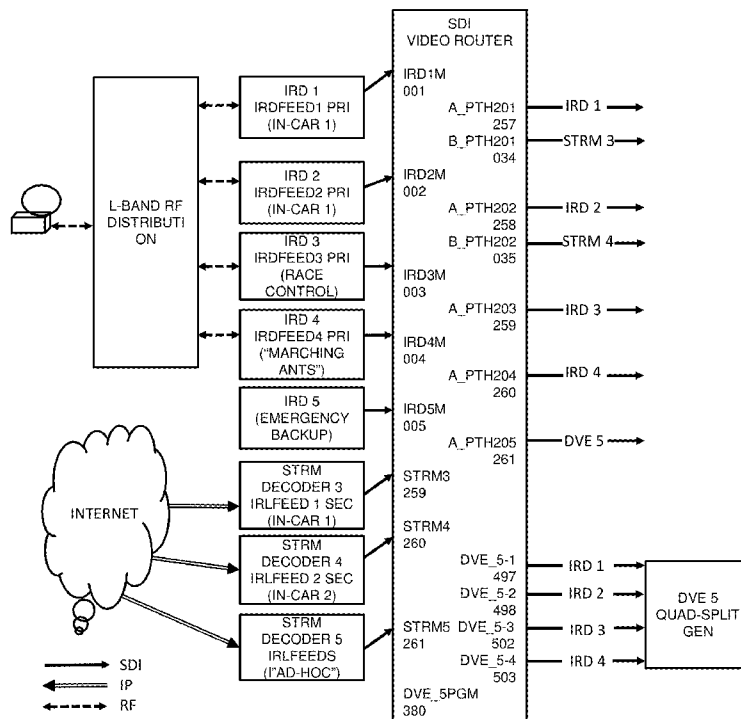 SDI
VIDEO ROUTER
L-BAND RF
DISTRIBUTI
ON
IRD 1
IRDFEED1 PRI
(IN-CAR 1)
IRD 2
IRDFEED2 PRI
(IN-CAR 1)
IRD 3
IRDFEED3 PRI
(RACE
CONTROL)
IRD 4
IRDFEED4 PRI
("MARCHING
ANTS")
IRD 5
(EMERGENCY
BACKUP)
INTERNET
STRM
DECODER 3
IRLFEED 1 SEC
(IN-CAR 1)
STRM
DECODER 4
IRLFEED 2 SEC
(IN-CAR 2)
STRM
DECODER 5
IRLFEEDS
(I"AD-HOC")
IRD1M
001
IRD2M
002
IRD3M
003
IRD4M
004
IRD5M
005
STRM3
259
STRM4
260
STRM5
261
DVE_5PGM
380
A_PTH201
257
IRD 1
B_PTH201
034
STRM 3
A_PTH202
258
IRD 2
B_PTH202
035
STRM 4
A_PTH203
259
IRD 3
A_PTH204
260
IRD 4
A_PTH205
261
DVE 5
DVE_5-1
497
IRD 1
DVE_5-2
498
IRD 2
DVE_5-3
502
IRD 3
DVE_5-4
503
IRD 4
DVE 5
QUAD-SPLIT
GEN
SDI
IP
RF